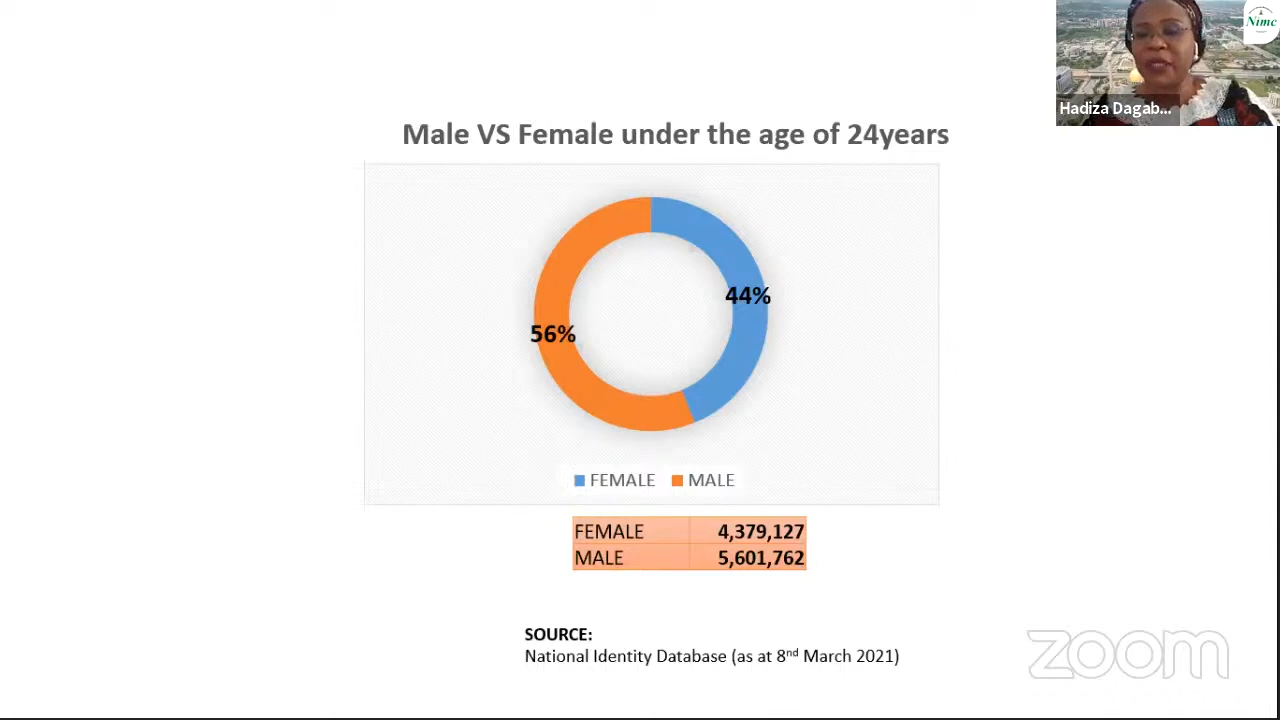 Nimc
Hadiza Dagab...
Male VS Female under the age of 24years
44%
56%
FEMALE MALE
FEMALE 4,379,127
MALE 5,601,762
SOURCE:
National Identity Database (as at 8nd March 2021)
zoom